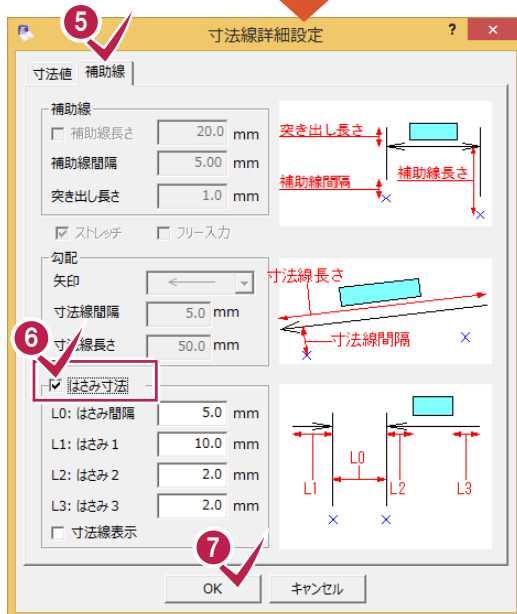 5
寸法線詳細設定
?
×
寸法値 補助線
補助線
補助線長さ 20.0 mm
補助線間隔 5.00 mm
突き出し長さ 1.0 mm
突き出し長さ
補助線間隔
補助線長さ
ストレッチ フリー入力
勾配
矢印
寸法線間隔 5.0 mm
寸法線長さ 50.0 mm
寸法線長さ
寸法線間隔
6
はさみ寸法
L0: はさみ間隔 5.0 mm
L1: はさみ1 10.0 mm
L2: はさみ2 2.0 mm
L3: はさみ3 2.0 mm
寸法線表示
L0
L1
L2
L3
7
OK
キャンセル